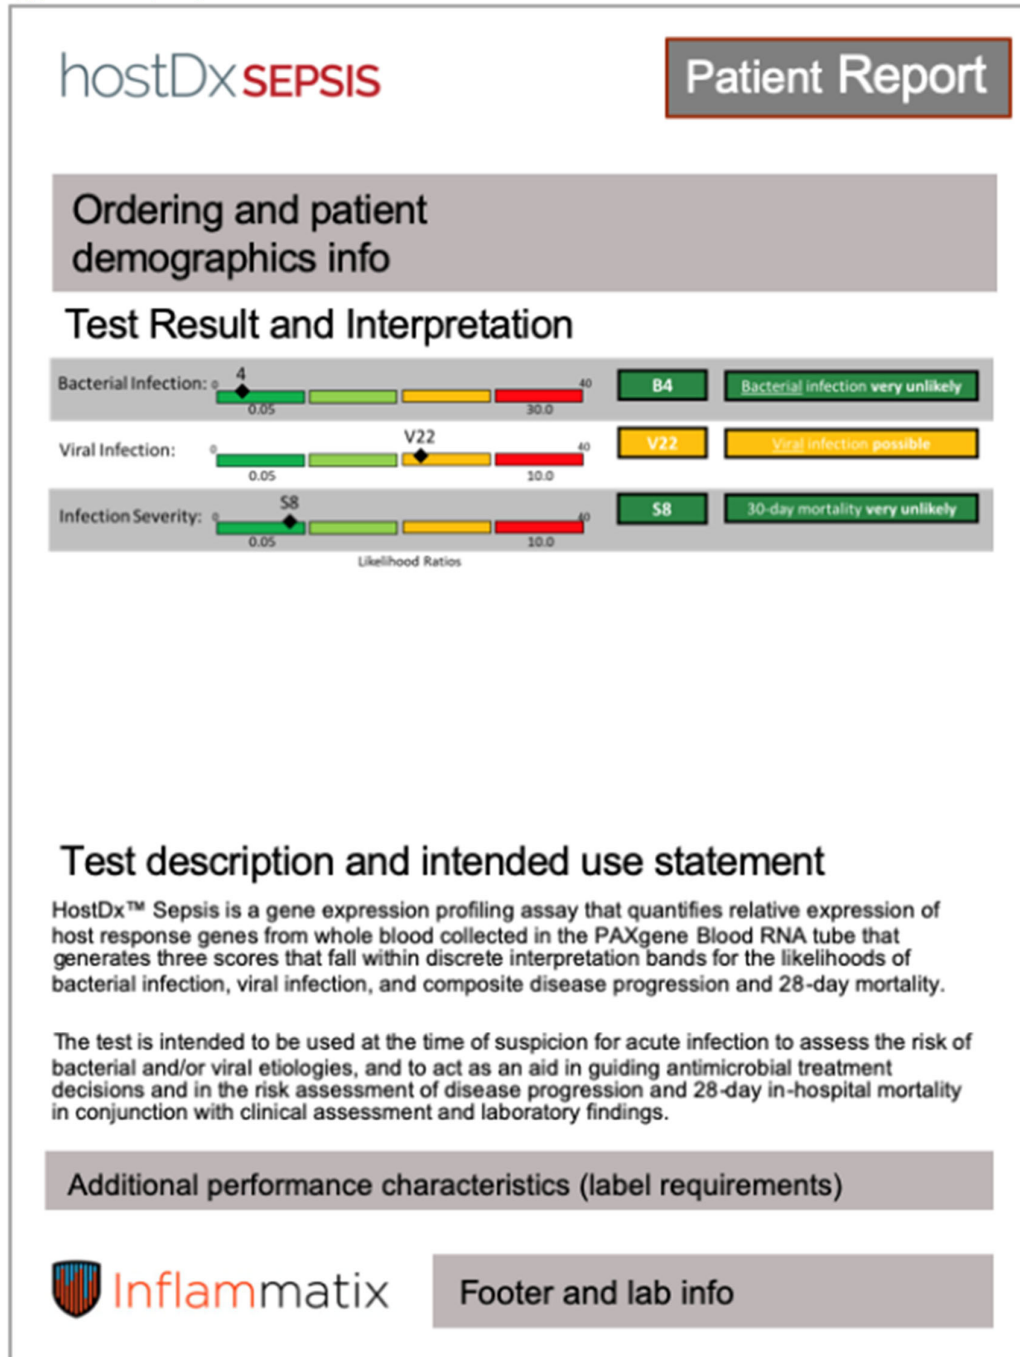 hostDx SEPSIS
Patient Report
Ordering and patient
demographics info
Test Result and Interpretation
Bacterial Infection: 0 4 40 B4 Bacterial infection very unlikely
0.05 30.0
Viral Infection: 0 V22 40 V22 Viral infection possible
0.05 10.0
Infection Severity: 0 S8 40 S8 30-day mortality very unlikely
0.05 10.0
Likelihood Ratios
Test description and intended use statement
HostDx™ Sepsis is a gene expression profiling assay that quantifies relative expression of
host response genes from whole blood collected in the PAXgene Blood RNA tube that
generates three scores that fall within discrete interpretation bands for the likelihoods of
bacterial infection, viral infection, and composite disease progression and 28-day mortality.
The test is intended to be used at the time of suspicion for acute infection to assess the risk of
bacterial and/or viral etiologies, and to act as an aid in guiding antimicrobial treatment
decisions and in the risk assessment of disease progression and 28-day in-hospital mortality
in conjunction with clinical assessment and laboratory findings.
Additional performance characteristics (label requirements)
Inflammatix
Footer and lab info